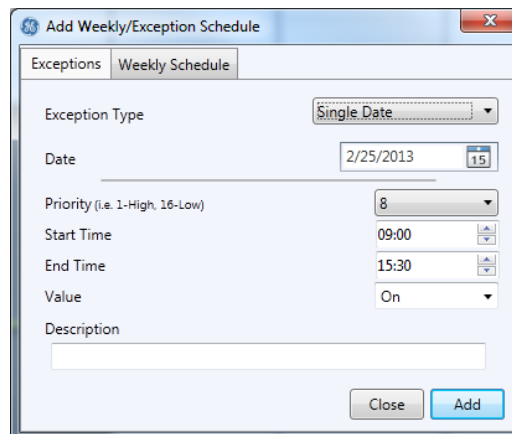 Add Weekly/Exception Schedule
Exceptions Weekly Schedule
Exception Type Single Date
Date 2/25/2013 15
Priority (i.e. 1-High, 16-Low) 8
Start Time 09:00
End Time 15:30
Value On
Description
Close Add